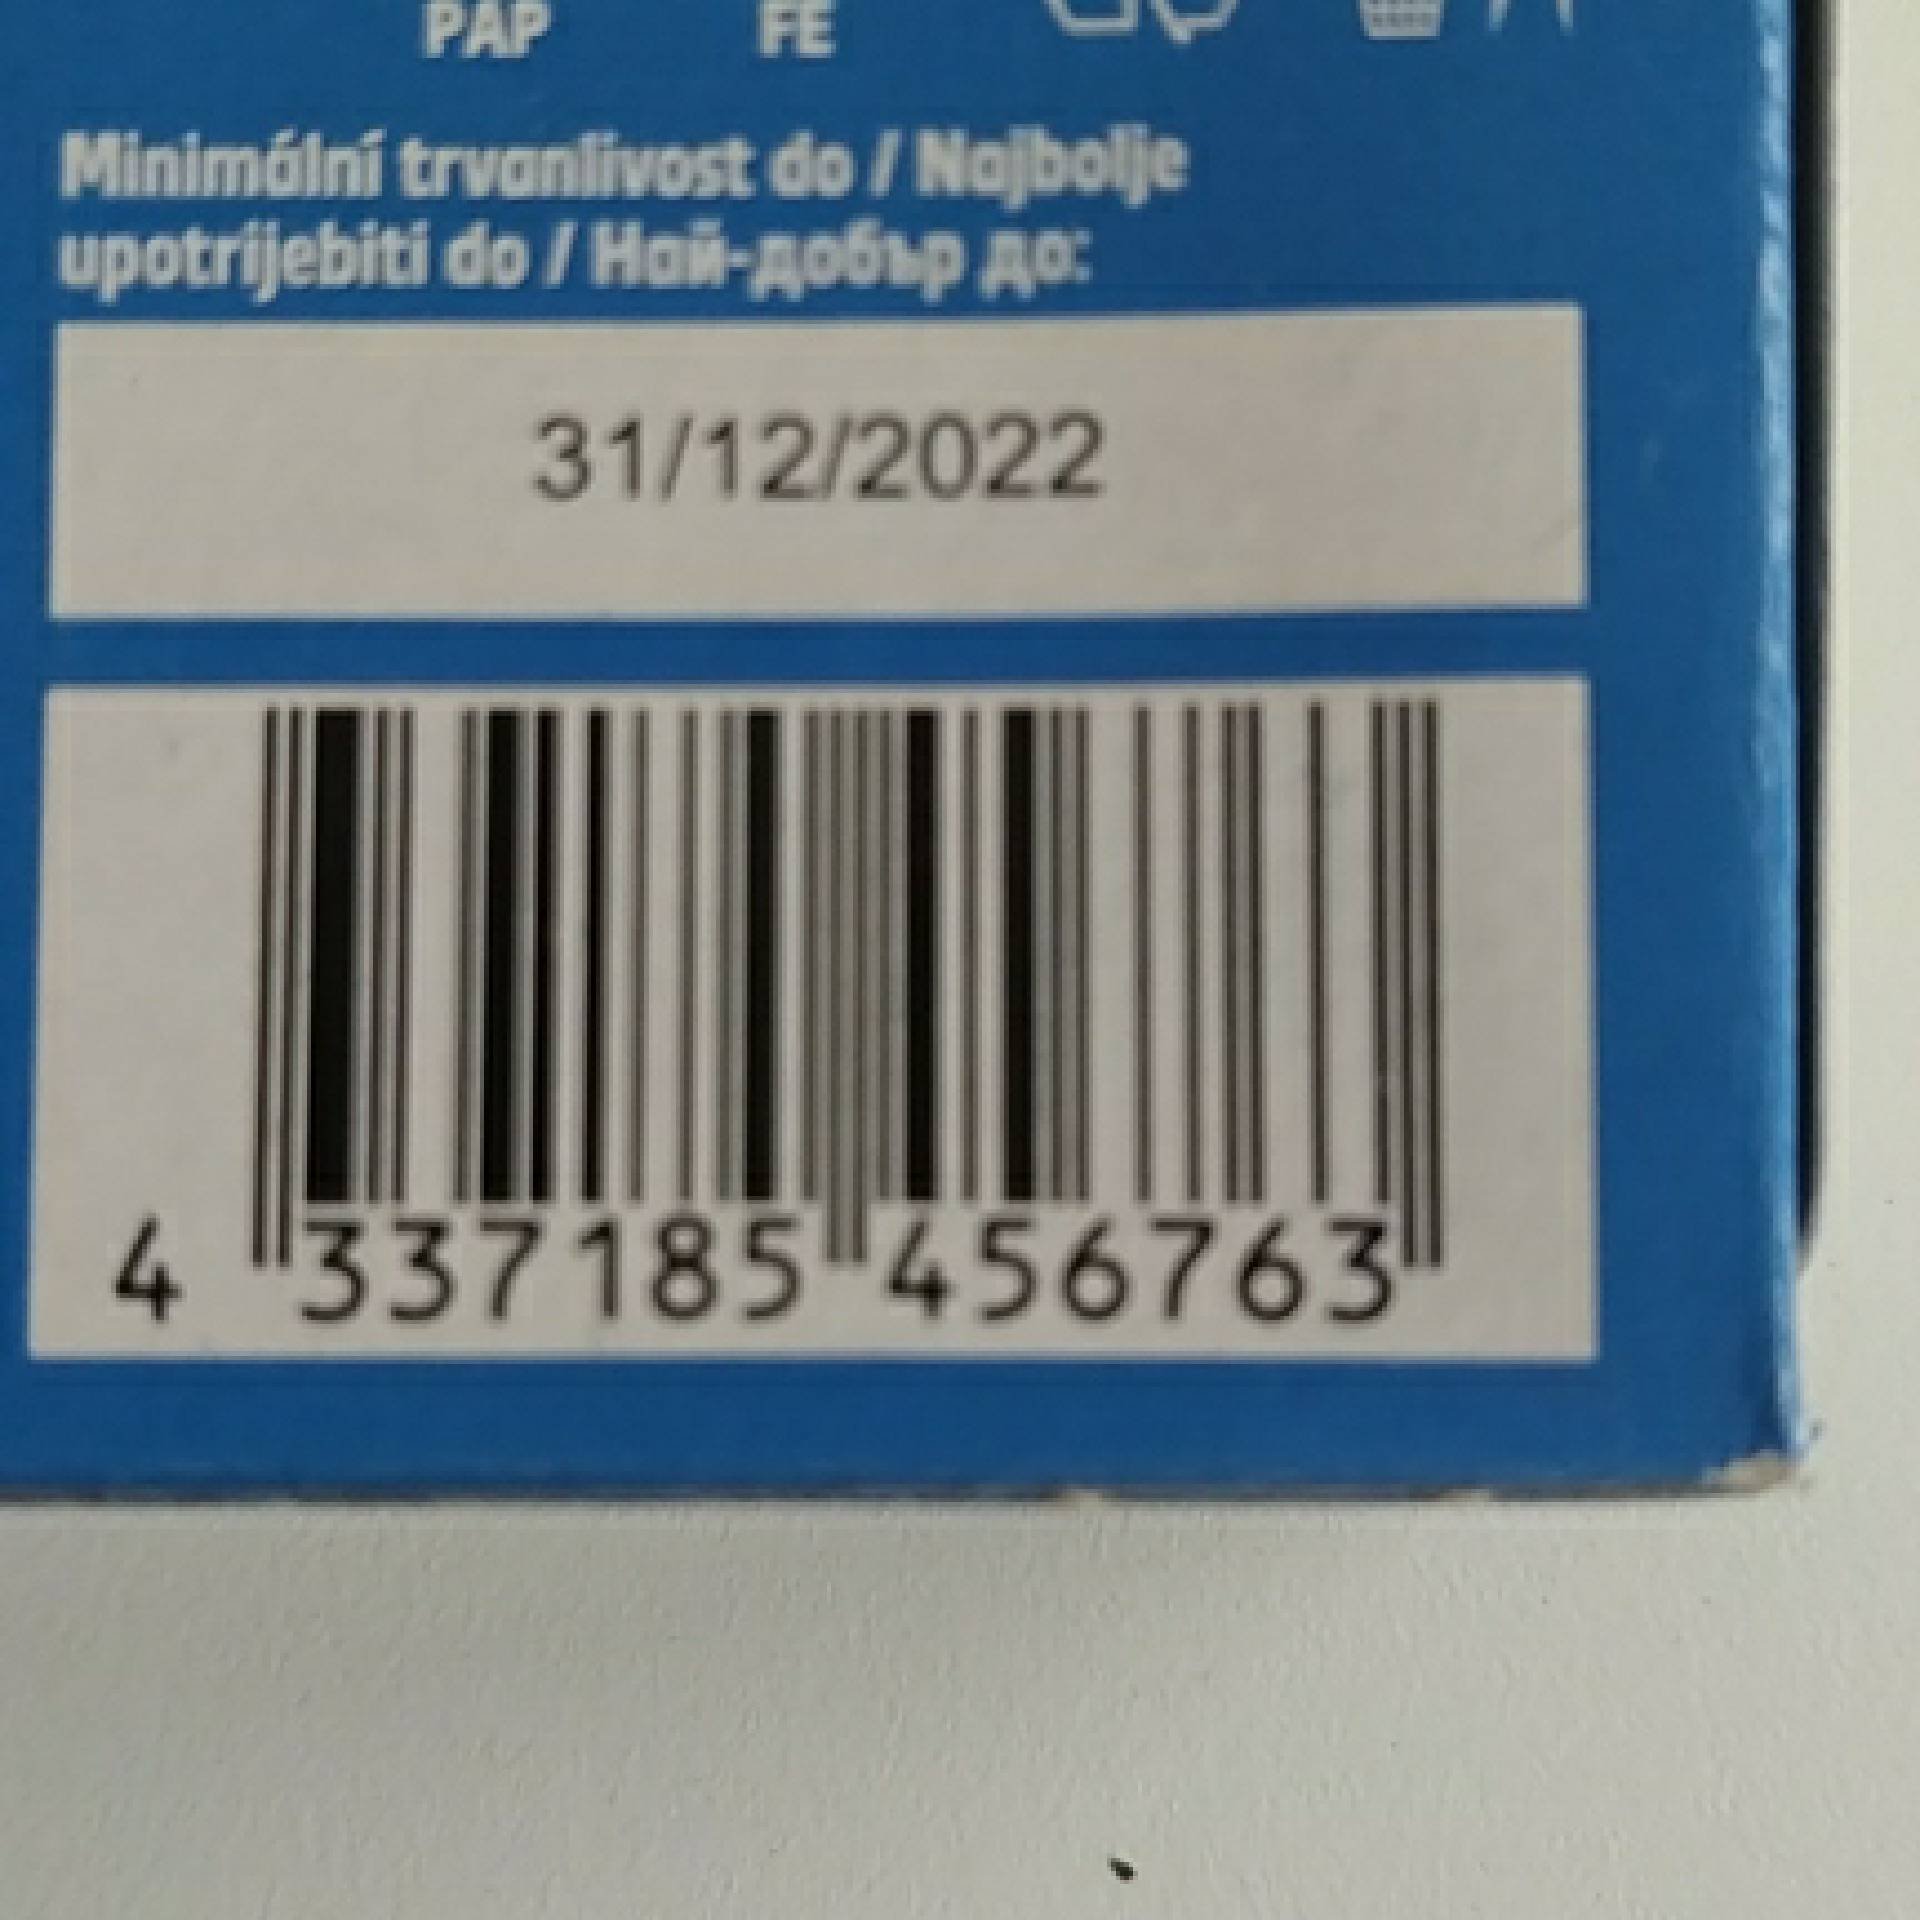 PAP FE
Minimální trvanlivost do / Najbolje
upotrijebiti do / Най-добър до:
31/12/2022
4 337185 456763